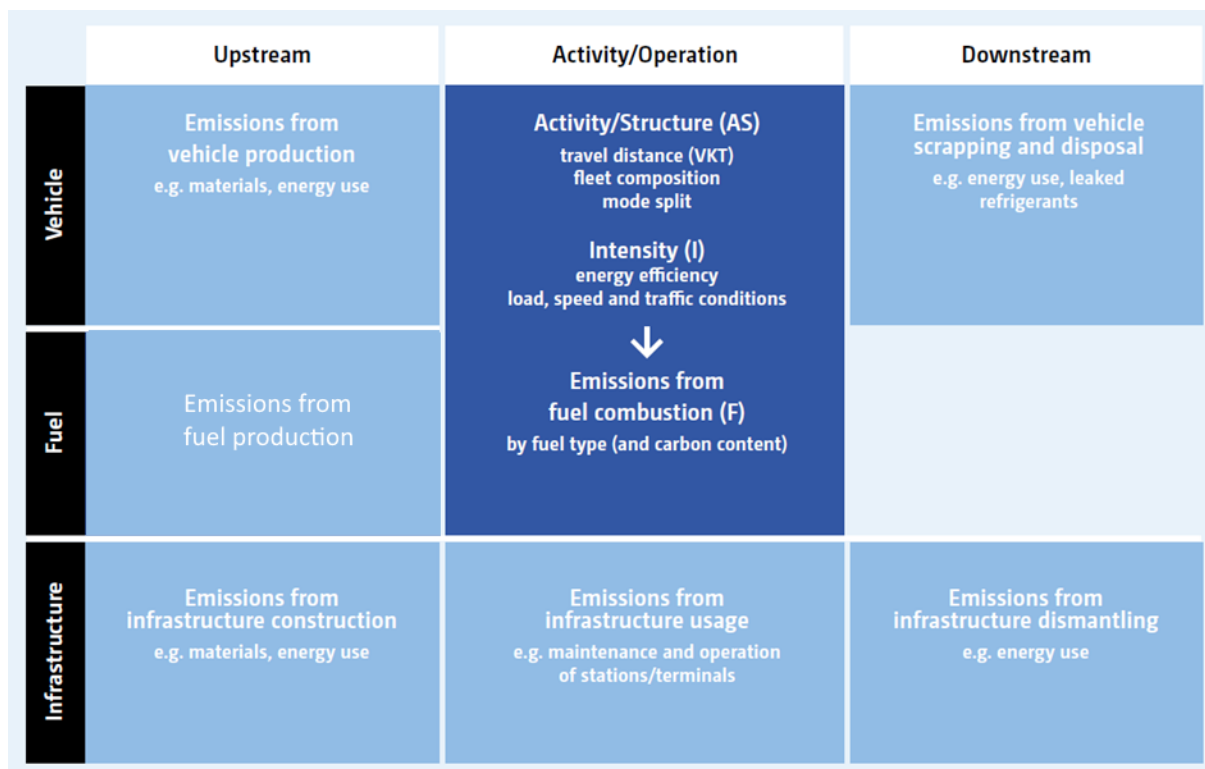 Upstream
Activity/Operation
Downstream
Vehicle
Emissions from
vehicle production
e.g. materials, energy use
Activity/Structure (AS)
travel distance (VKT)
fleet composition
mode split
Intensity (I)
energy efficiency
load, speed and traffic conditions
Emissions from vehicle
scrapping and disposal
e.g. energy use, leaked
refrigerants
Fuel
Emissions from
fuel production
Emissions from
fuel combustion (F)
by fuel type (and carbon content)
Infrastructure
Emissions from
infrastructure construction
e.g. materials, energy use
Emissions from
infrastructure usage
e.g. maintenance and operation
of stations/terminals
Emissions from
infrastructure dismantling
e.g. energy use